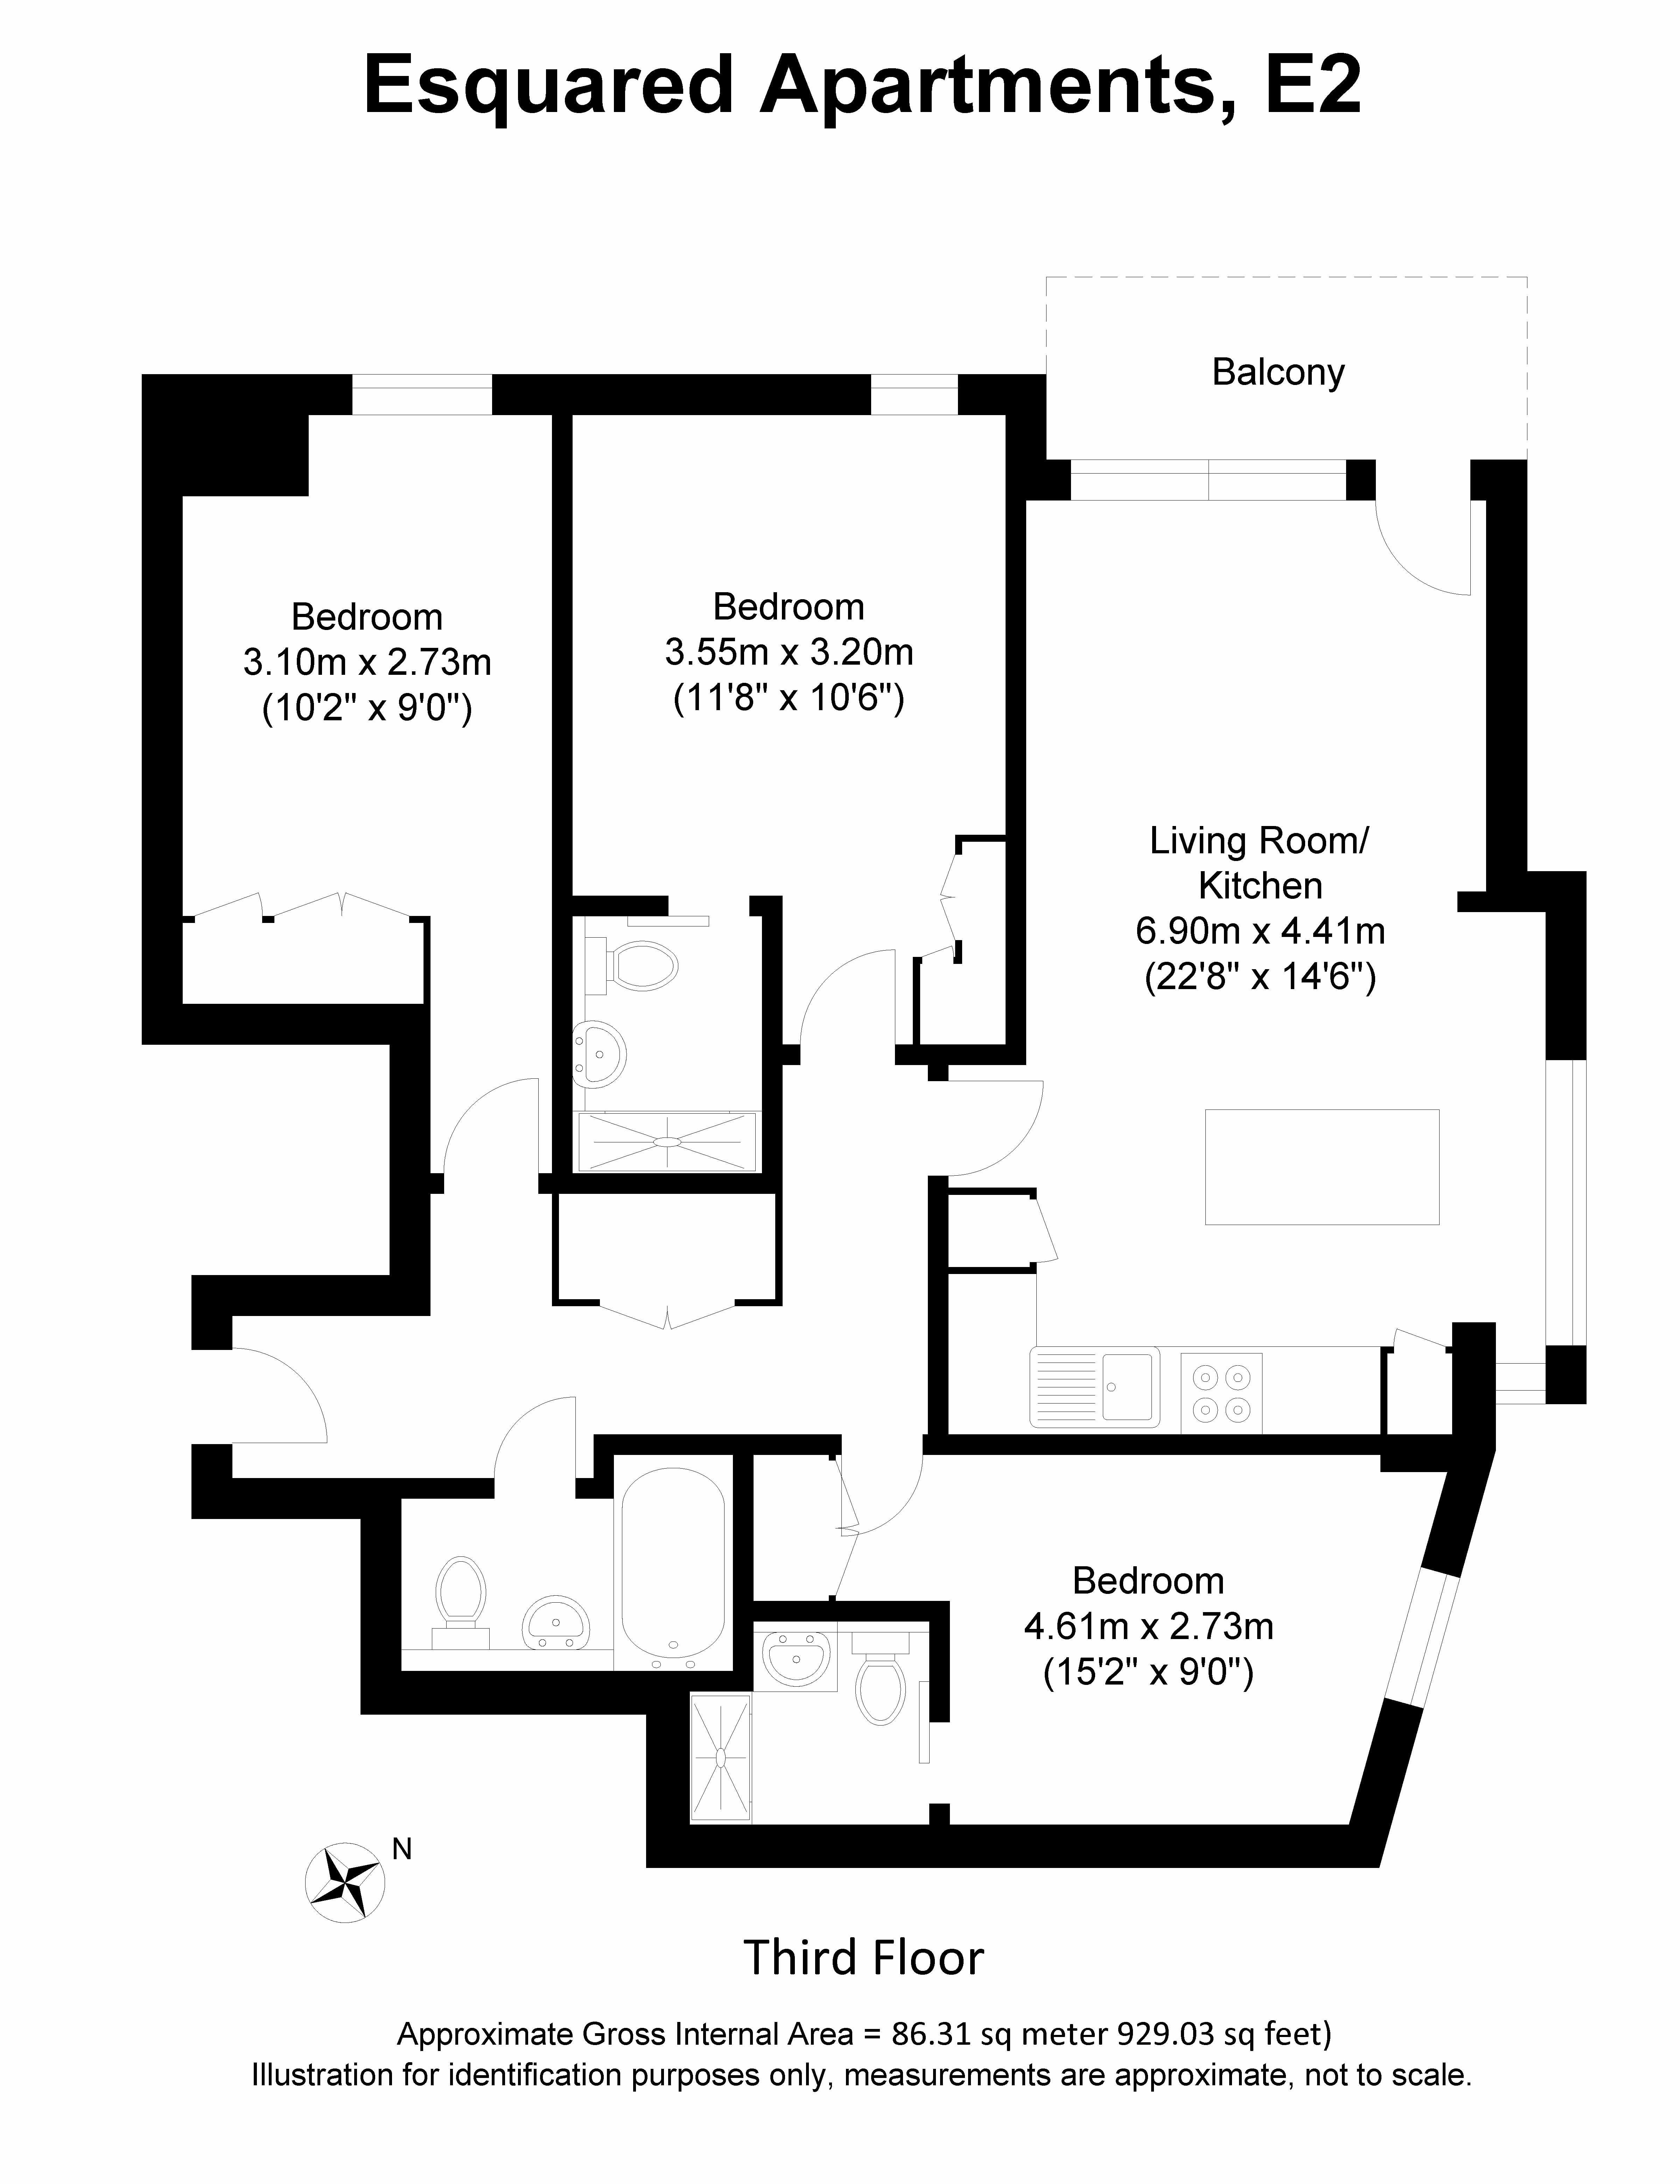 Esquared Apartments, E2
Balcony
Bedroom
3.10m x 2.73m
(10'2" x 9'0")
Bedroom
3.55m x 3.20m
(11'8" x 10'6")
Living Room/
Kitchen
6.90m x 4.41m
(22'8" x 14'6")
Bedroom
4.61m x 2.73m
(15'2" x 9'0")
N
Third Floor
Approximate Gross Internal Area = 86.31 sq meter 929.03 sq feet)
Illustration for identification purposes only, measurements are approximate, not to scale.